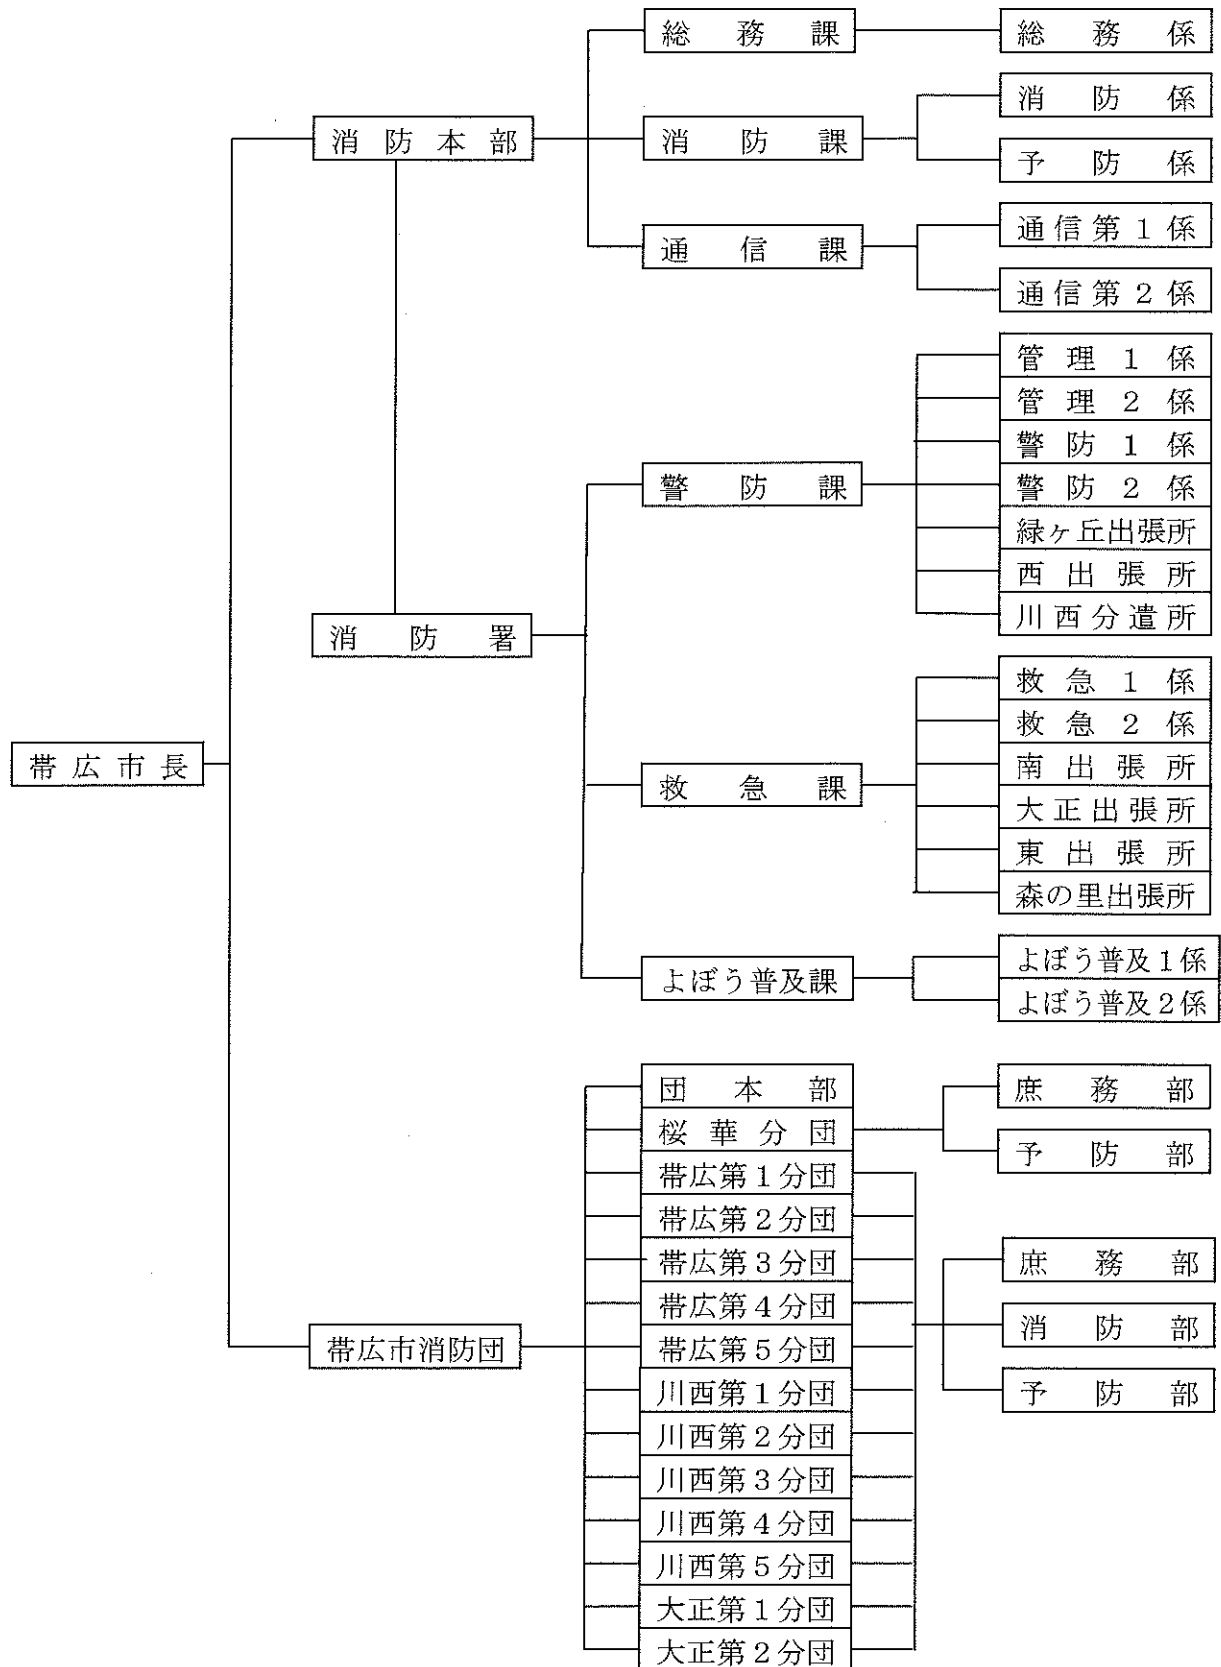 総務課
総務係
消防係
消防本部
消防課
予防係
通信第1係
通信課
通信第2係
管理1係
管理2係
警防1係
警防課
警防2係
緑ヶ丘出張所
西出張所
川西分遣所
消防署
救急1係
救急2係
帯広市長
南出張所
救急課
大正出張所
東出張所
森の里出張所
よぼう普及1係
よぼう普及課
よぼう普及2係
団本部
庶務部
桜華分団
予防部
帯広第1分団
帯広第2分団
帯広第3分団
庶務部
帯広第4分団
消防部
帯広市消防団
帯広第5分団
川西第1分団
予防部
川西第2分団
川西第3分団
川西第4分団
川西第5分団
大正第1分団
大正第2分団